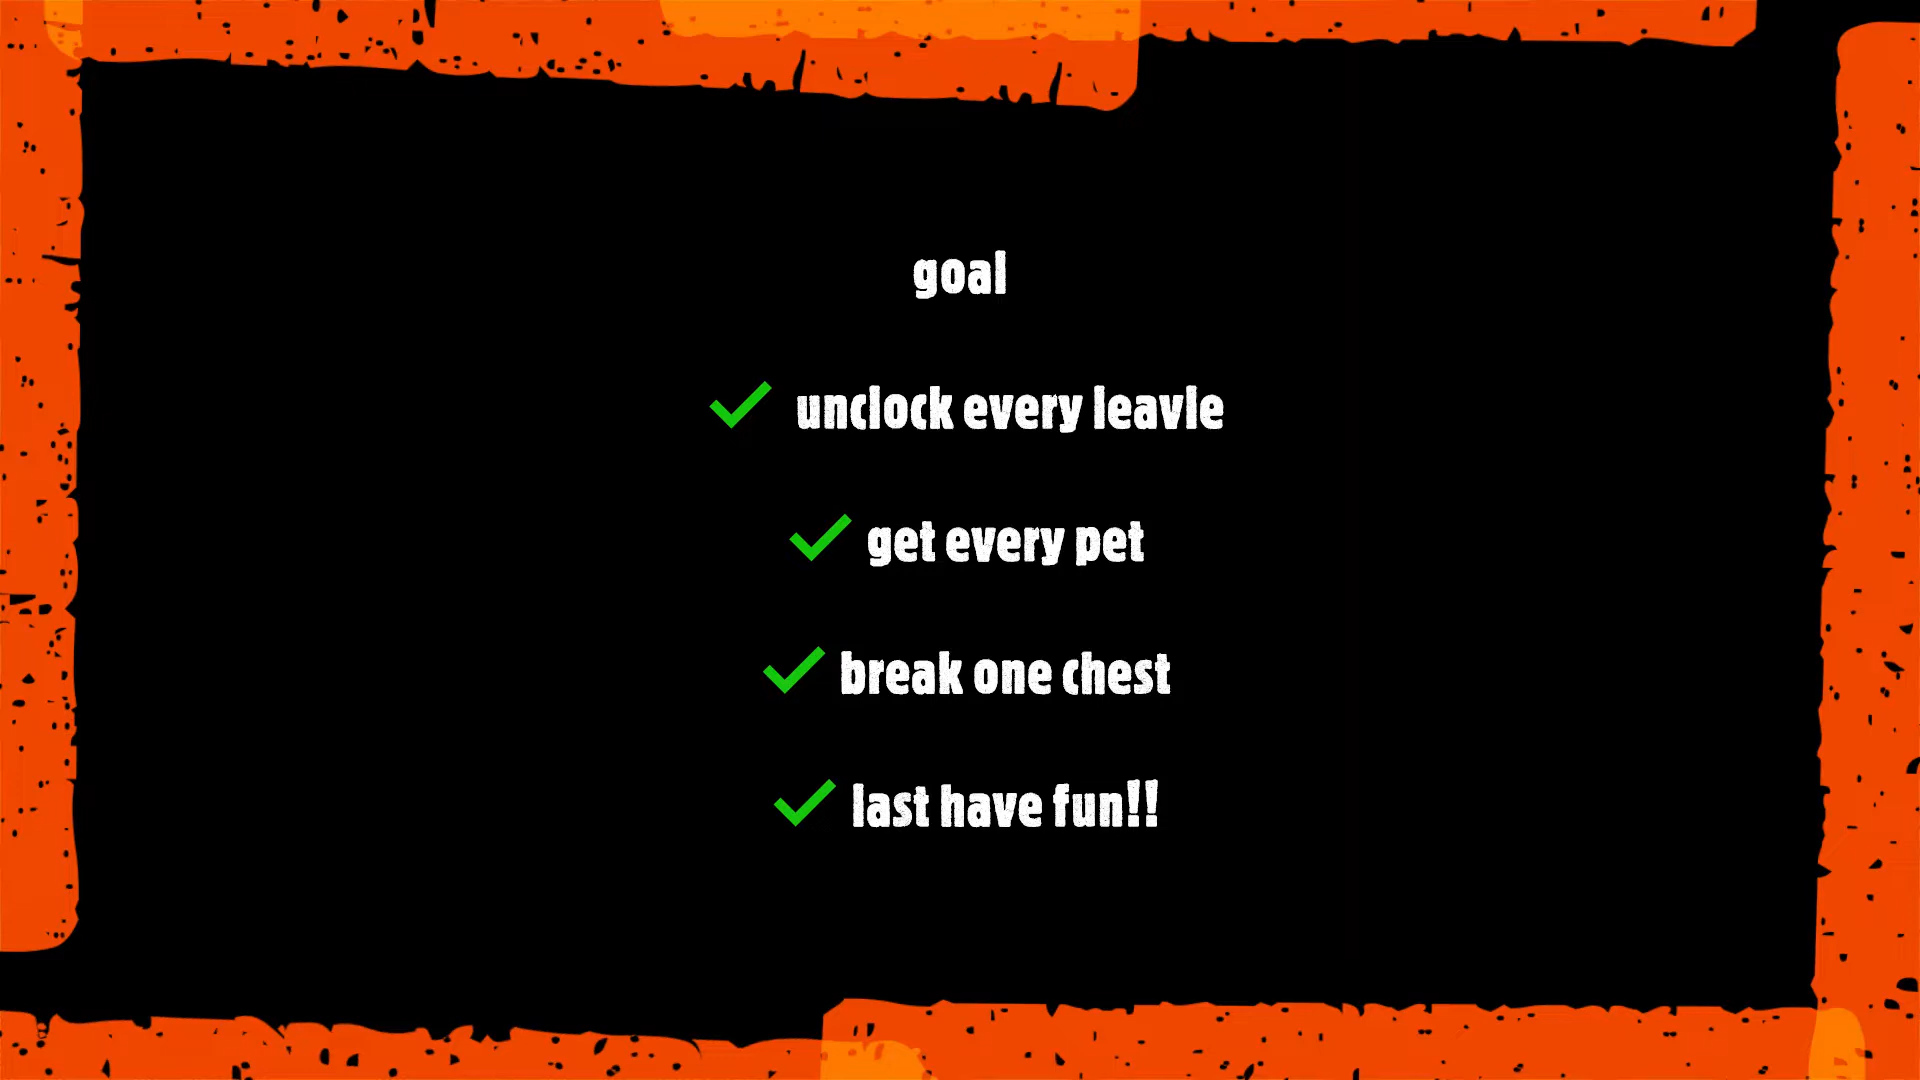 goal
unclock every leavle
get every pet
break one chest
last have fun!!